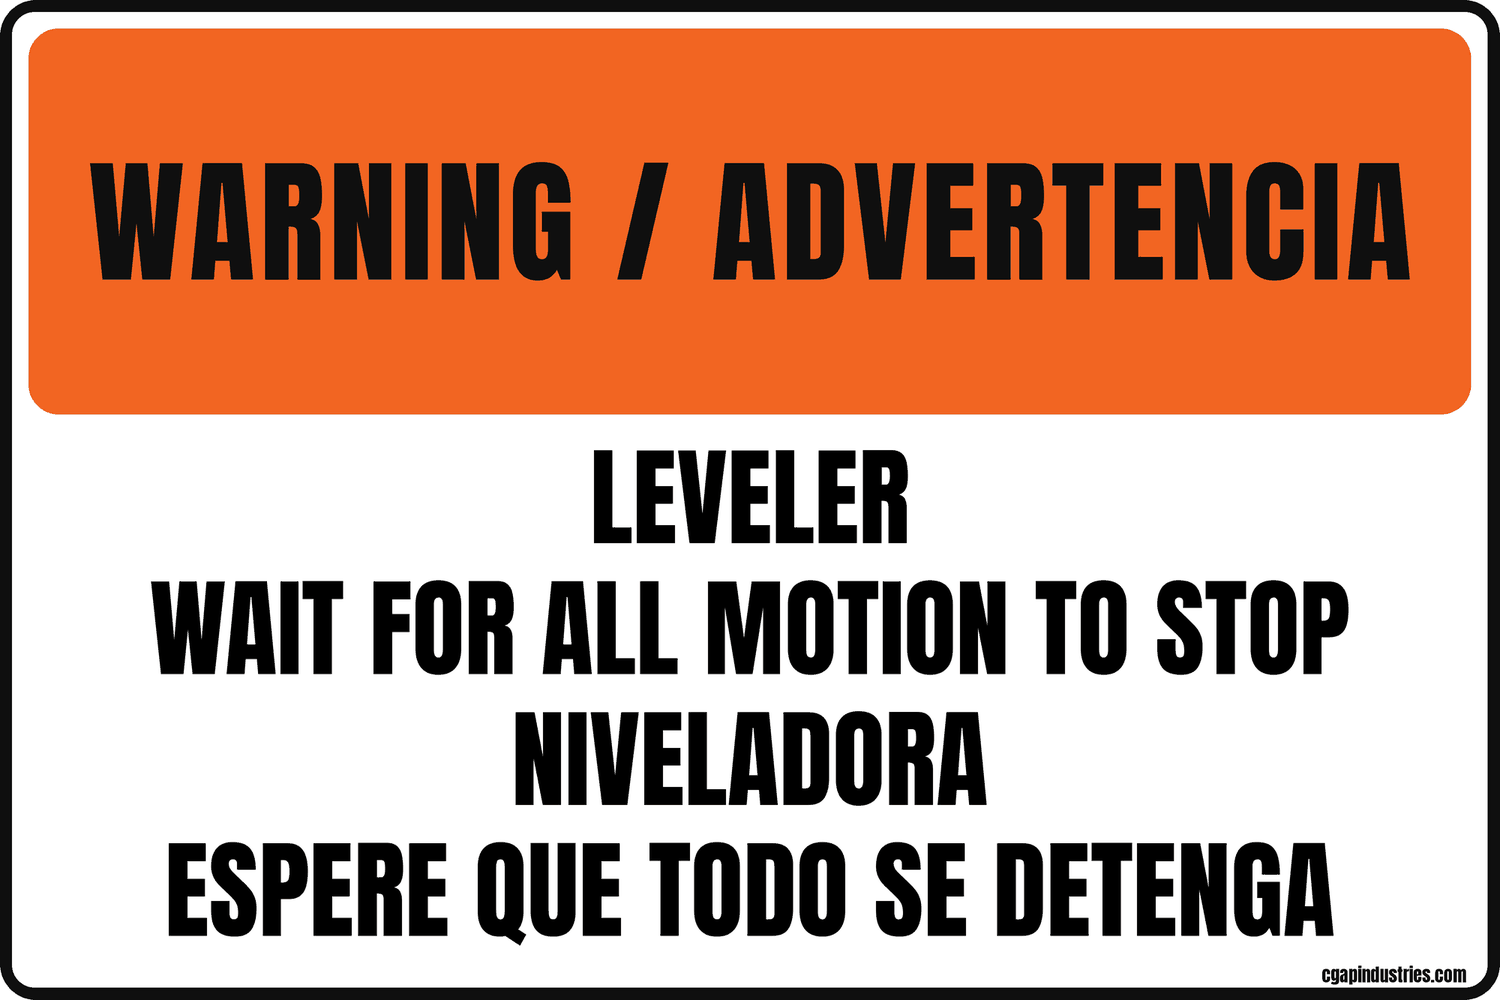 WARNING / ADVERTENCIA
LEVELER
WAIT FOR ALL MOTION TO STOP
NIVELADORA
ESPERE QUE TODO SE DETENGA
cgapindustries.com